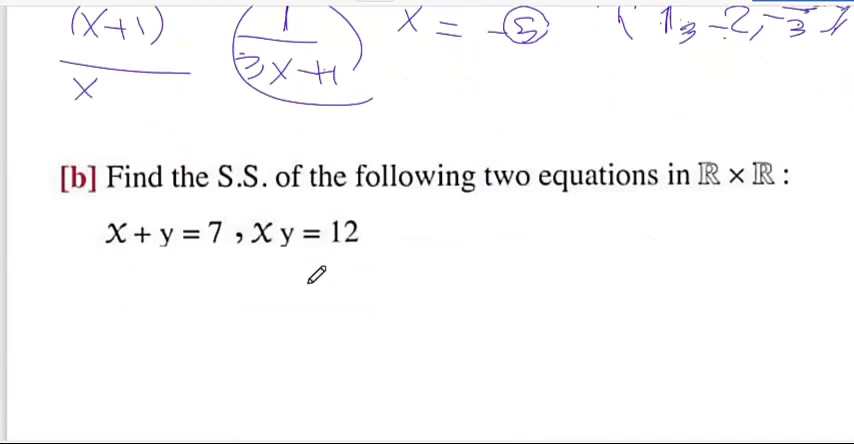 (x+1) 1 x = -5
x 3x+1
[b] Find the S.S. of the following two equations in ℝ × ℝ :
x + y = 7 , x y = 12